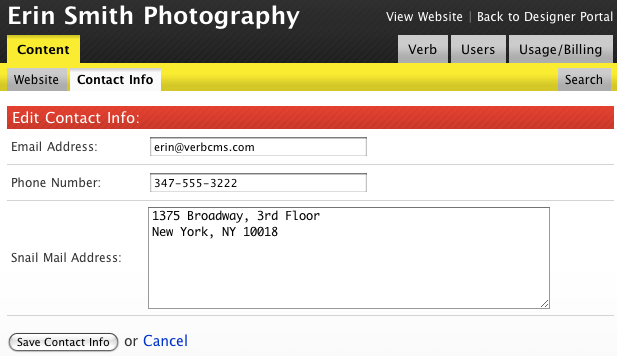 Erin Smith Photography
View Website | Back to Designer Portal
Content
Verb
Users
Usage/Billing
Website
Contact Info
Search
Edit Contact Info:
Email Address:
erin@verbcms.com
Phone Number:
347-555-3222
Snail Mail Address:
1375 Broadway, 3rd Floor
New York, NY 10018
Save Contact Info or Cancel